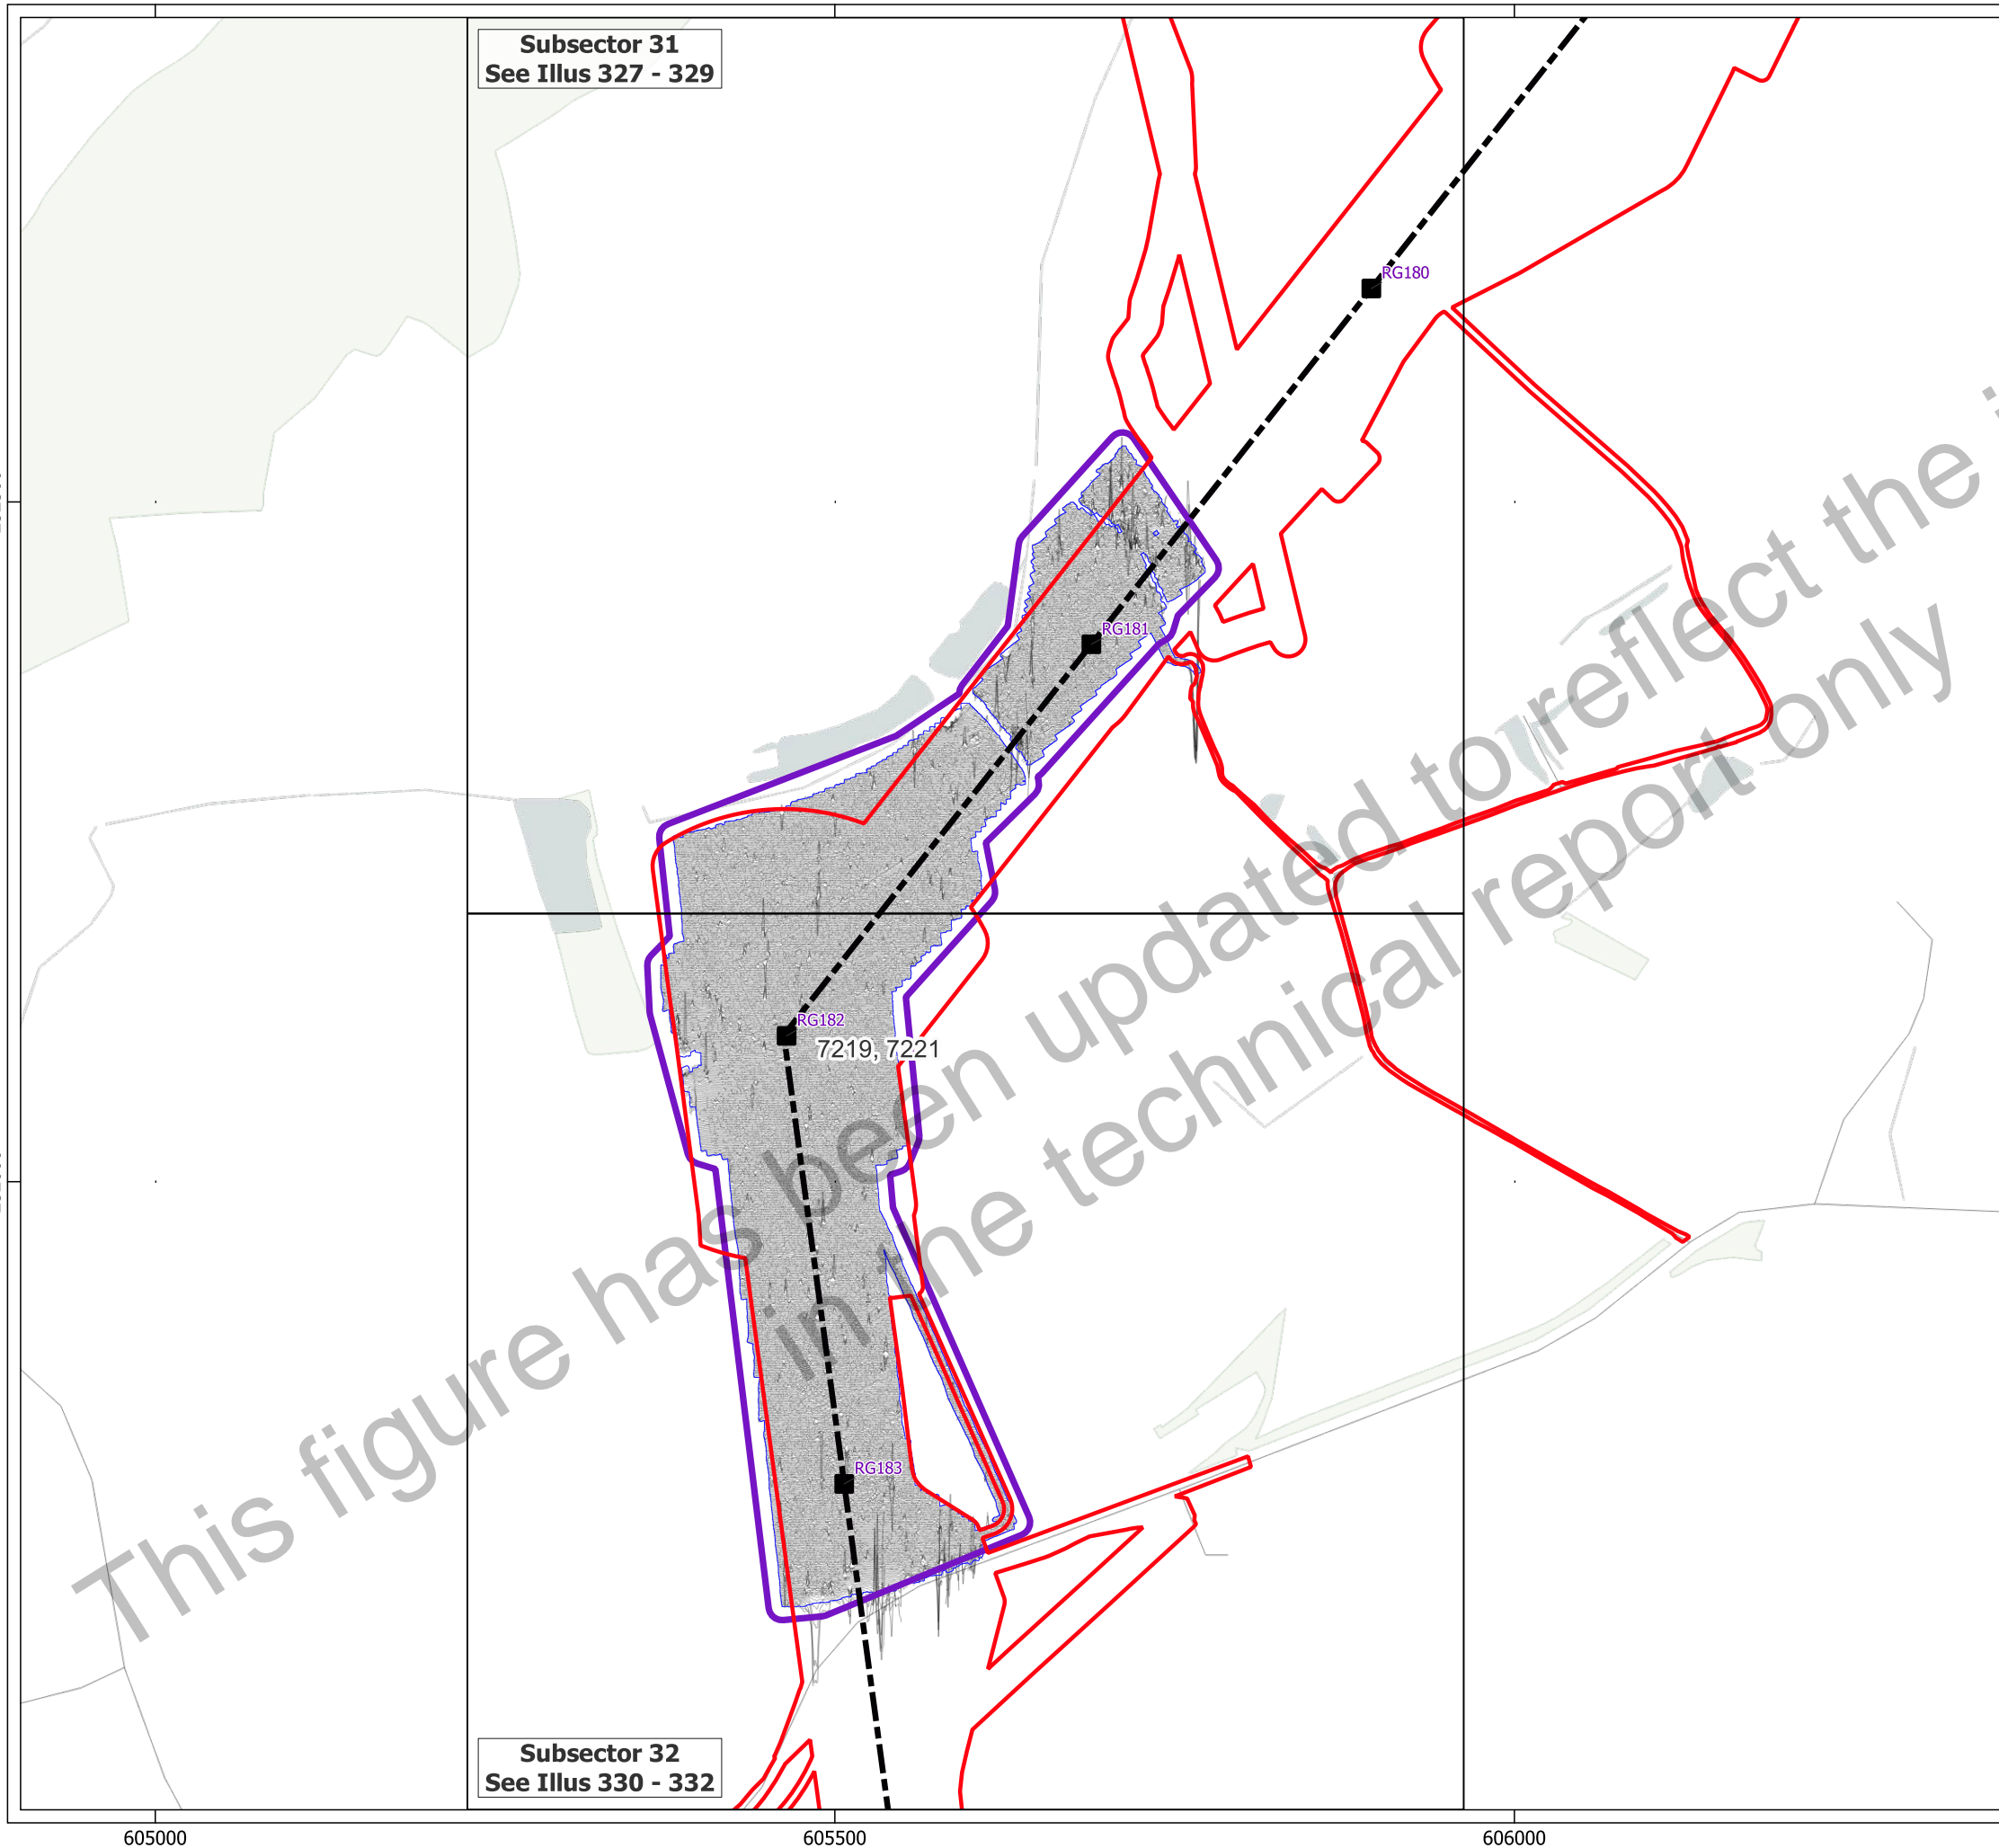 Subsector 31
See Illus 327 - 329
RG180
RG181
RG182
7219, 7221
RG183
This figure has been updated to reflect the
in the technical report only
Subsector 32
See Illus 330 - 332
605000
605500
606000